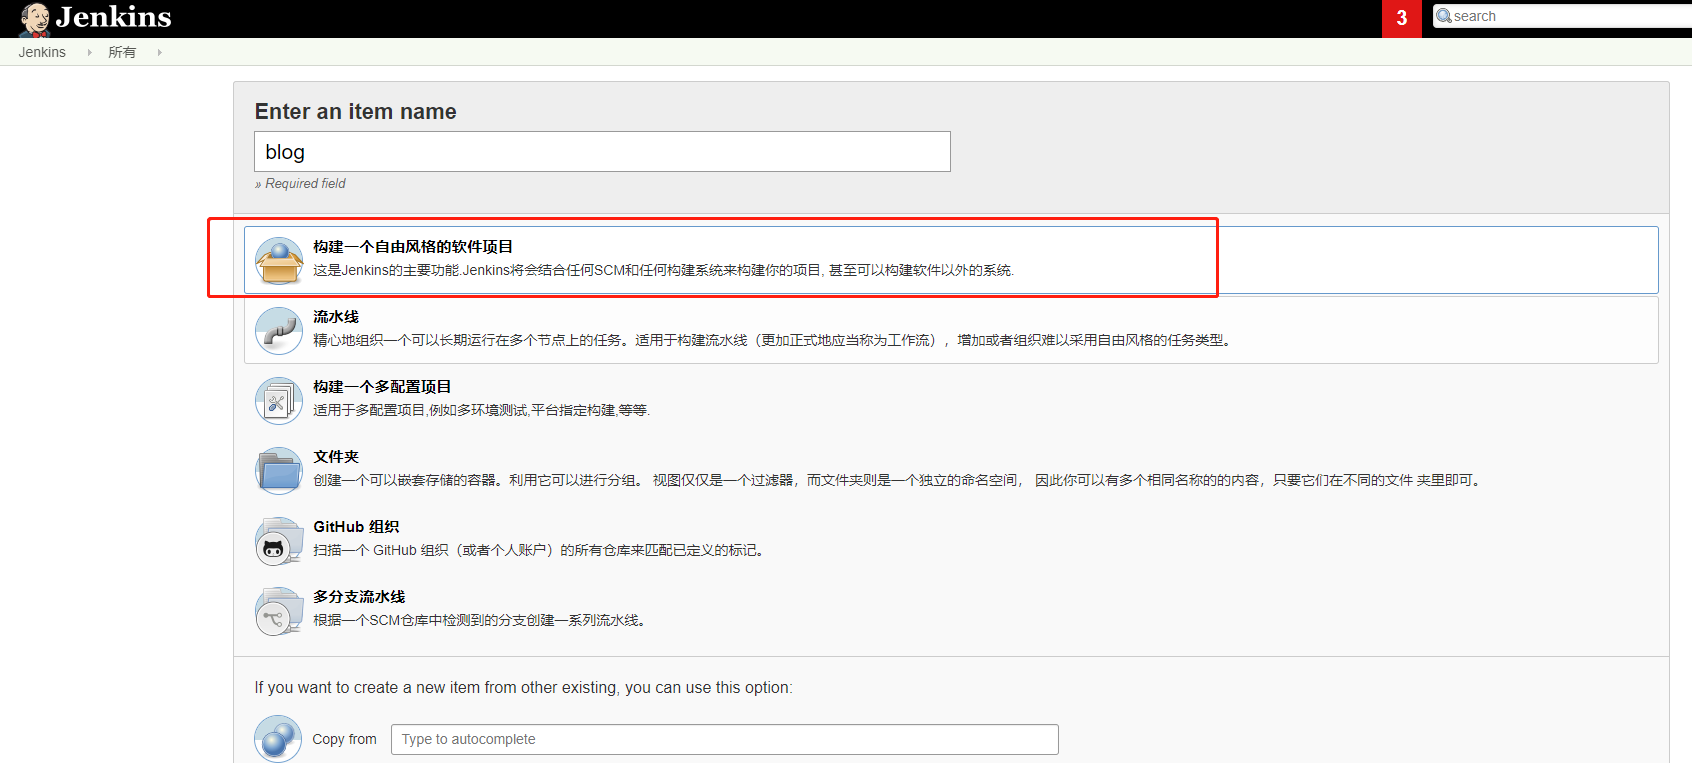 Jenkins
3
search
Jenkins
所有
Enter an item name
blog
» Required field
构建一个自由风格的软件项目
这是Jenkins的主要功能.Jenkins将会结合任何SCM和任何构建系统来构建你的项目, 甚至可以构建软件以外的系统.
流水线
精心地组织一个可以长期运行在多个节点上的任务。适用于构建流水线（更加正式地应当称为工作流），增加或者组织难以采用自由风格的任务类型。
构建一个多配置项目
适用于多配置项目,例如多环境测试,平台指定构建,等等.
文件夹
创建一个可以嵌套存储的容器。利用它可以进行分组。 视图仅仅是一个过滤器，而文件夹则是一个独立的命名空间， 因此你可以有多个相同名称的的内容，只要它们在不同的文件 夹里即可。
GitHub 组织
扫描一个 GitHub 组织（或者个人账户）的所有仓库来匹配已定义的标记。
多分支流水线
根据一个SCM仓库中检测到的分支创建一系列流水线。
If you want to create a new item from other existing, you can use this option:
Copy from
Type to autocomplete